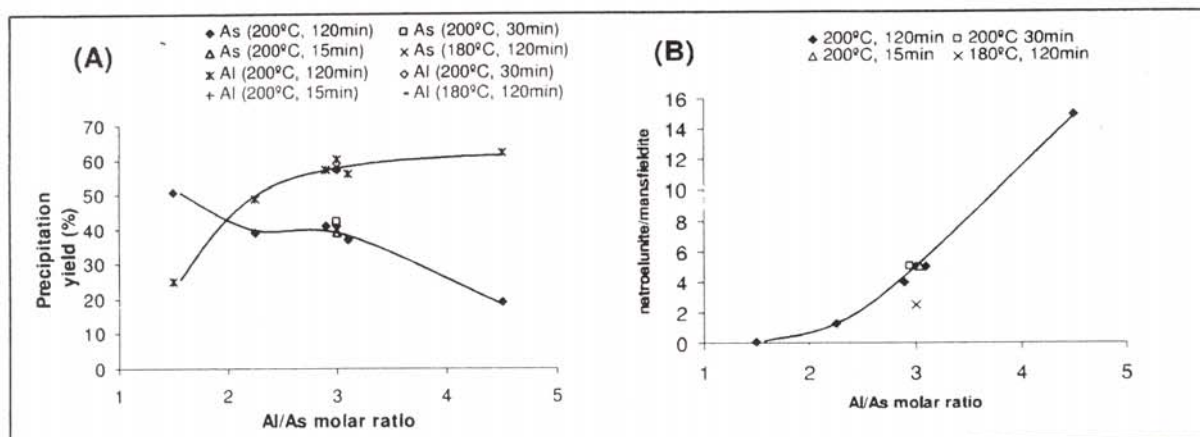 (A)
As (200ºC, 120min) As (200ºC, 30min)
As (200ºC, 15min) As (180ºC, 120min)
Al (200ºC, 120min) Al (200ºC, 30min)
Al (200ºC, 15min) Al (180ºC, 120min)
70
60
50
40
30
20
10
0
Precipitation
yield (%)
1 2 3 4 5
Al/As molar ratio
(B)
200ºC, 120min 200ºC 30min
200ºC, 15min 180ºC, 120min
16
14
12
10
8
6
4
2
0
natroalunite/mansfieldite
1 2 3 4 5
Al/As molar ratio